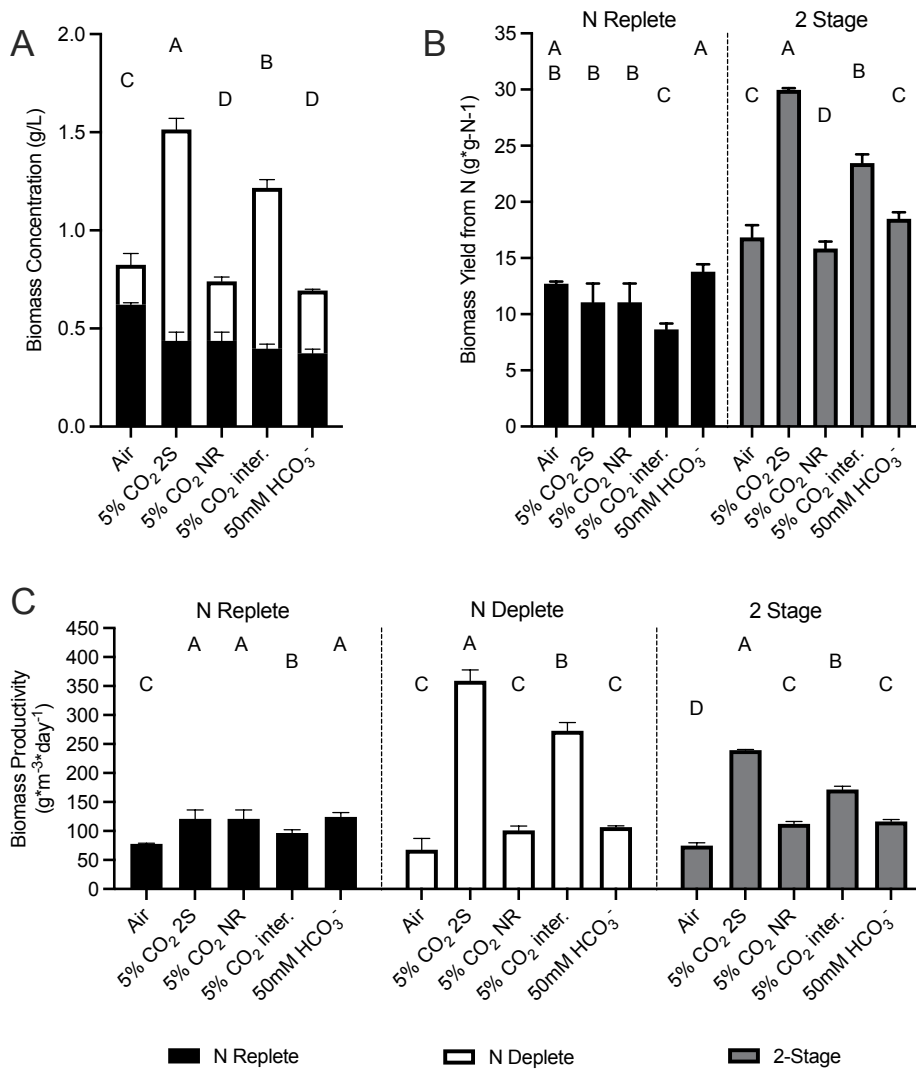 A
Biomass Concentration (g/L)
2.0
1.5
1.0
0.5
0.0
C
A
D
B
D
Air
5% CO₂ 2S
5% CO₂ NR
5% CO₂ inter.
50mM HCO₃⁻
B
N Replete
2 Stage
Biomass Yield from N (g*g-N-1)
35
30
25
20
15
10
5
0
A
B
B
B
C
A
C
A
D
B
C
Air
5% CO₂ 2S
5% CO₂ NR
5% CO₂ inter.
50mM HCO₃⁻
Air
5% CO₂ 2S
5% CO₂ NR
5% CO₂ inter.
50mM HCO₃⁻
C
N Replete
N Deplete
2 Stage
Biomass Productivity
(g*m⁻³*day⁻¹)
450
400
350
300
250
200
150
100
50
0
C
A
A
B
A
C
A
C
B
C
D
A
C
B
C
Air
5% CO₂ 2S
5% CO₂ NR
5% CO₂ inter.
50mM HCO₃⁻
Air
5% CO₂ 2S
5% CO₂ NR
5% CO₂ inter.
50mM HCO₃⁻
Air
5% CO₂ 2S
5% CO₂ NR
5% CO₂ inter.
50mM HCO₃⁻
N Replete
N Deplete
2-Stage